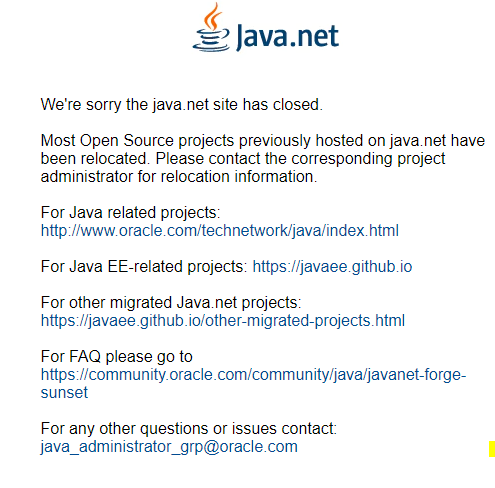 Java.net
We're sorry the java.net site has closed.
Most Open Source projects previously hosted on java.net have
been relocated. Please contact the corresponding project
administrator for relocation information.
For Java related projects:
http://www.oracle.com/technetwork/java/index.html
For Java EE-related projects: https://javaee.github.io
For other migrated Java.net projects:
https://javaee.github.io/other-migrated-projects.html
For FAQ please go to
https://community.oracle.com/community/java/javanet-forge-
sunset
For any other questions or issues contact:
java_administrator_grp@oracle.com